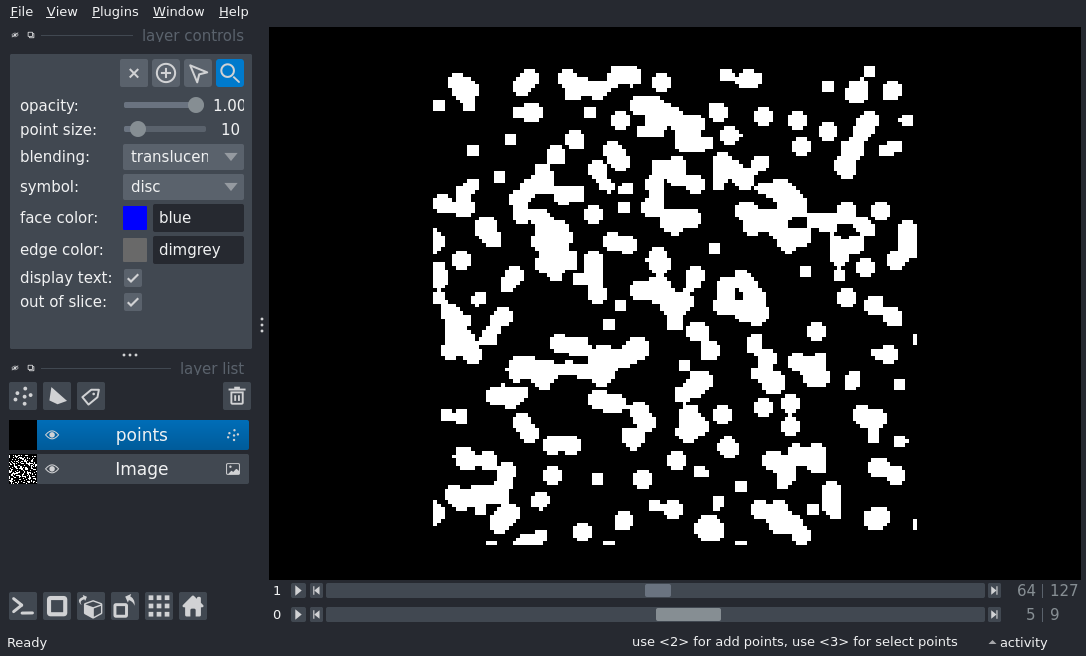 File View Plugins Window Help
layer controls
opacity: 1.00
point size: 10
blending: translucen
symbol: disc
face color: blue
edge color: dimgrey
display text:
out of slice:
layer list
points
Image
1 64 127
0 5 9
Ready use <2> for add points, use <3> for select points activity